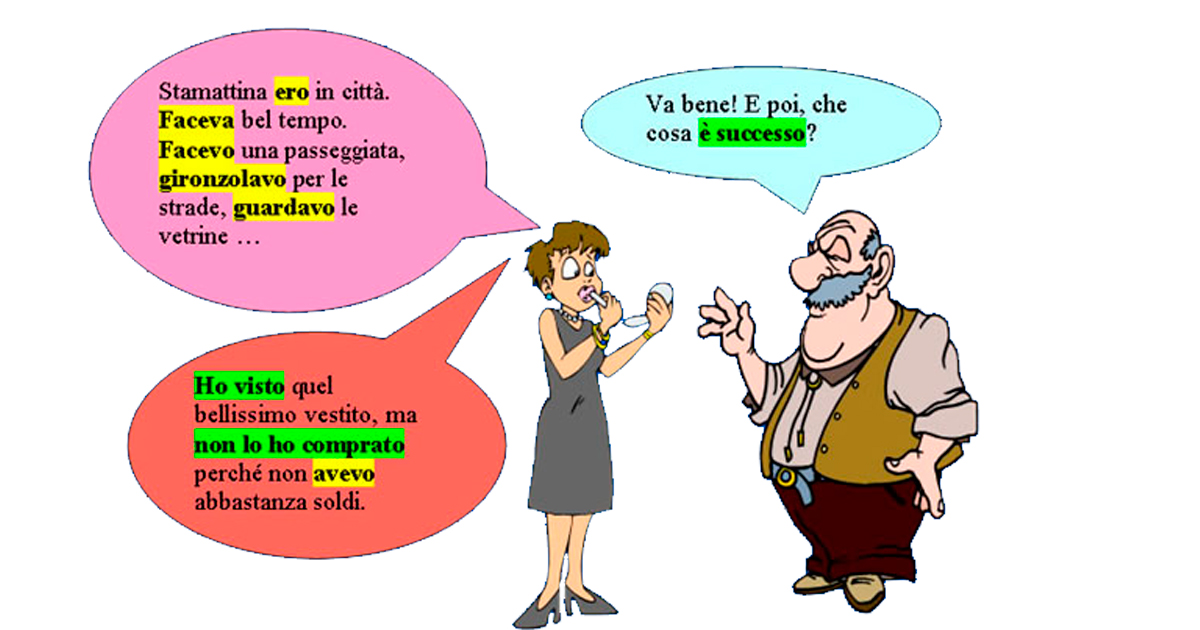 Stamattina ero in città.
Faceva bel tempo.
Facevo una passeggiata,
gironzolavo per le
strade, guardavo le
vetrine …
Va bene! E poi, che
cosa è successo?
Ho visto quel
bellissimo vestito, ma
non lo ho comprato
perché non avevo
abbastanza soldi.